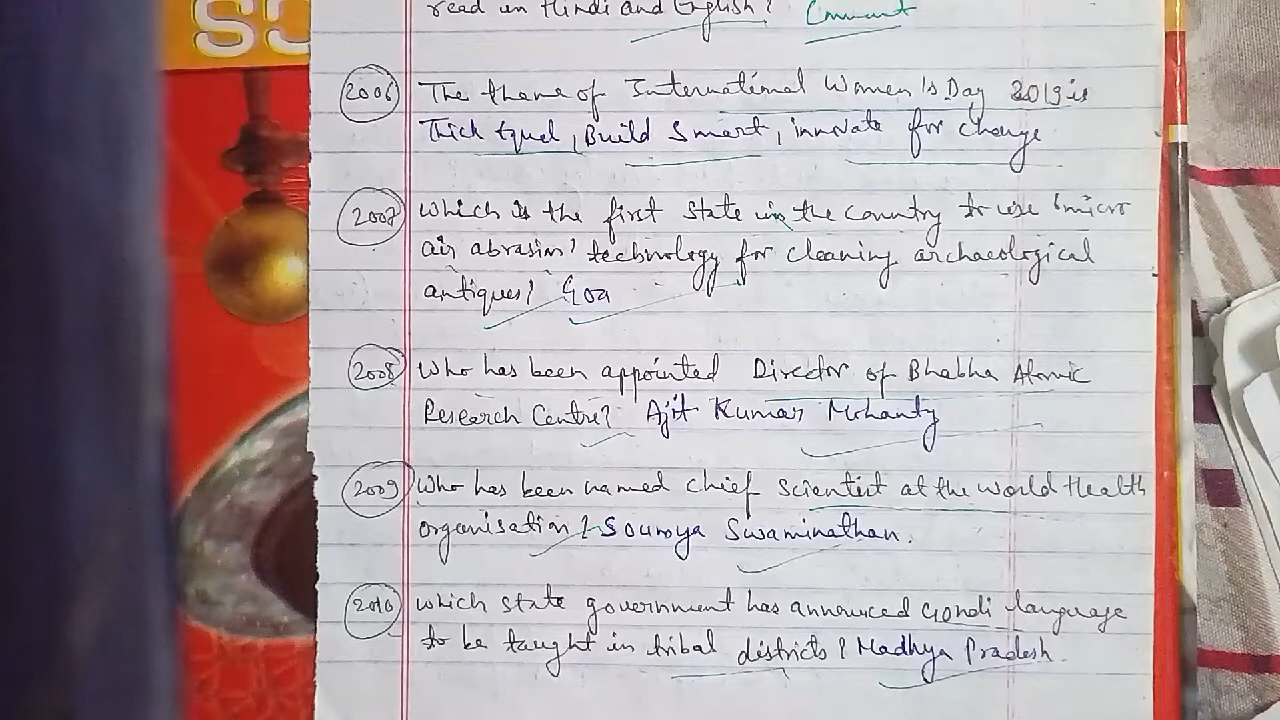 read in Hindi and English?
2006 The theme of International Women's Day 2019 is
Thick Equal, Build Smart, innovate for change
2007 Which is the first state in the country to use 'micro
air abrasion' technology for cleaning archaeological
antiques? Goa
2008 Who has been appointed Director of Bhabha Atomic
Research Centre? Ajit Kumar Mohanty
2009 Who has been named chief scientist at the world Health
organisation? Soumya Swaminathan.
2010 which state government has announced Gondi language
to be taught in tribal districts? Madhya Pradesh.